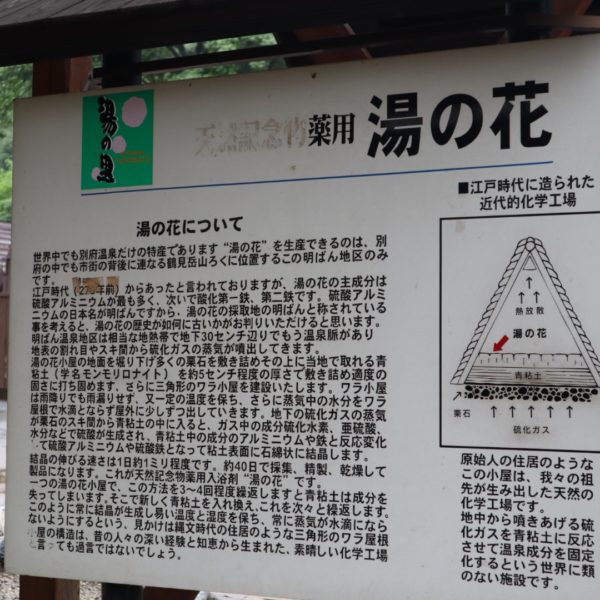 湯の里
薬用 湯の花
湯の花について
世界中でも別府温泉だけの特産であります“湯の花”を生産できるのは、別
府の中でも市街の背後に連なる鶴見岳山ろくに位置するこの明ばん地区のみ
です。
江戸時代(27 年前)からあったと言われておりますが、湯の花の主成分は
硫酸アルミニウムが最も多く、次いで酸化第一鉄、第二鉄です。硫酸アルミ
ニウムの日本名が明ばんですから、湯の花の採取地の明ばんと称されている
事を考えると、湯の花の歴史が如何に古いかがお判りいただけると思います。
明ばん温泉地区は相当な地熱帯で地下30センチ辺りでもう温泉脈があり
地表の割れ目やスキ間から硫化ガスの蒸気が噴出してきます。
湯の花小屋の地面を堀り下げ多くの栗石を敷き詰めその上に当地で取れる青
粘土(学名モンモリロナイト)を約5センチ程度の厚さで敷き詰め適度の
固さに打ち固めます、さらに三角形のワラ小屋を建設いたします。ワラ小屋
は雨降りでも雨漏りせず、又一定の温度を保ち、さらに蒸気中の水分をワラ
屋根で水滴とならず屋外に少しずつ出していきます。地下の硫化ガスの蒸気
が栗石のスキ間から青粘土の中に入ると、ガス中の成分硫化水素、亜硫酸、
水分などで硫酸が生成され、青粘土中の成分のアルミニウムや鉄と反応変化
して硫酸アルミニウムや硫酸鉄となって粘土表面に石綿状に結晶します。
結晶の伸びる速さは1日約1ミリ程度です。約40日で採集、精製、乾燥して
製品になります。これが天然記念物薬用入浴剤“湯の花”です。
一つの湯の花小屋で、この方法を3〜4回程度繰返しますと青粘土は成分を
失ってしまいます。そこで新しく青粘土を入れ換え、これを次々と繰返します。
このように常に結晶が生成し易い温度と湿度を保ち、常に蒸気が水滴になら
ないようにするという、見かけは縄文時代の住居のような三角形のワラ屋根
小屋の構造は、昔の人々の深い経験と知恵から生まれた、素晴しい化学工場
と言っても過言ではないでしょう。
■江戸時代に造られた
近代的化学工場
熱放散
湯の花
青粘土
栗石
硫化ガス
原始人の住居のような
この小屋は、我々の祖
先が生み出した天然の
化学工場です。
地中から噴きあげる硫
化ガスを青粘土に反応
させて温泉成分を固定
化するという世界に類
のない施設です。